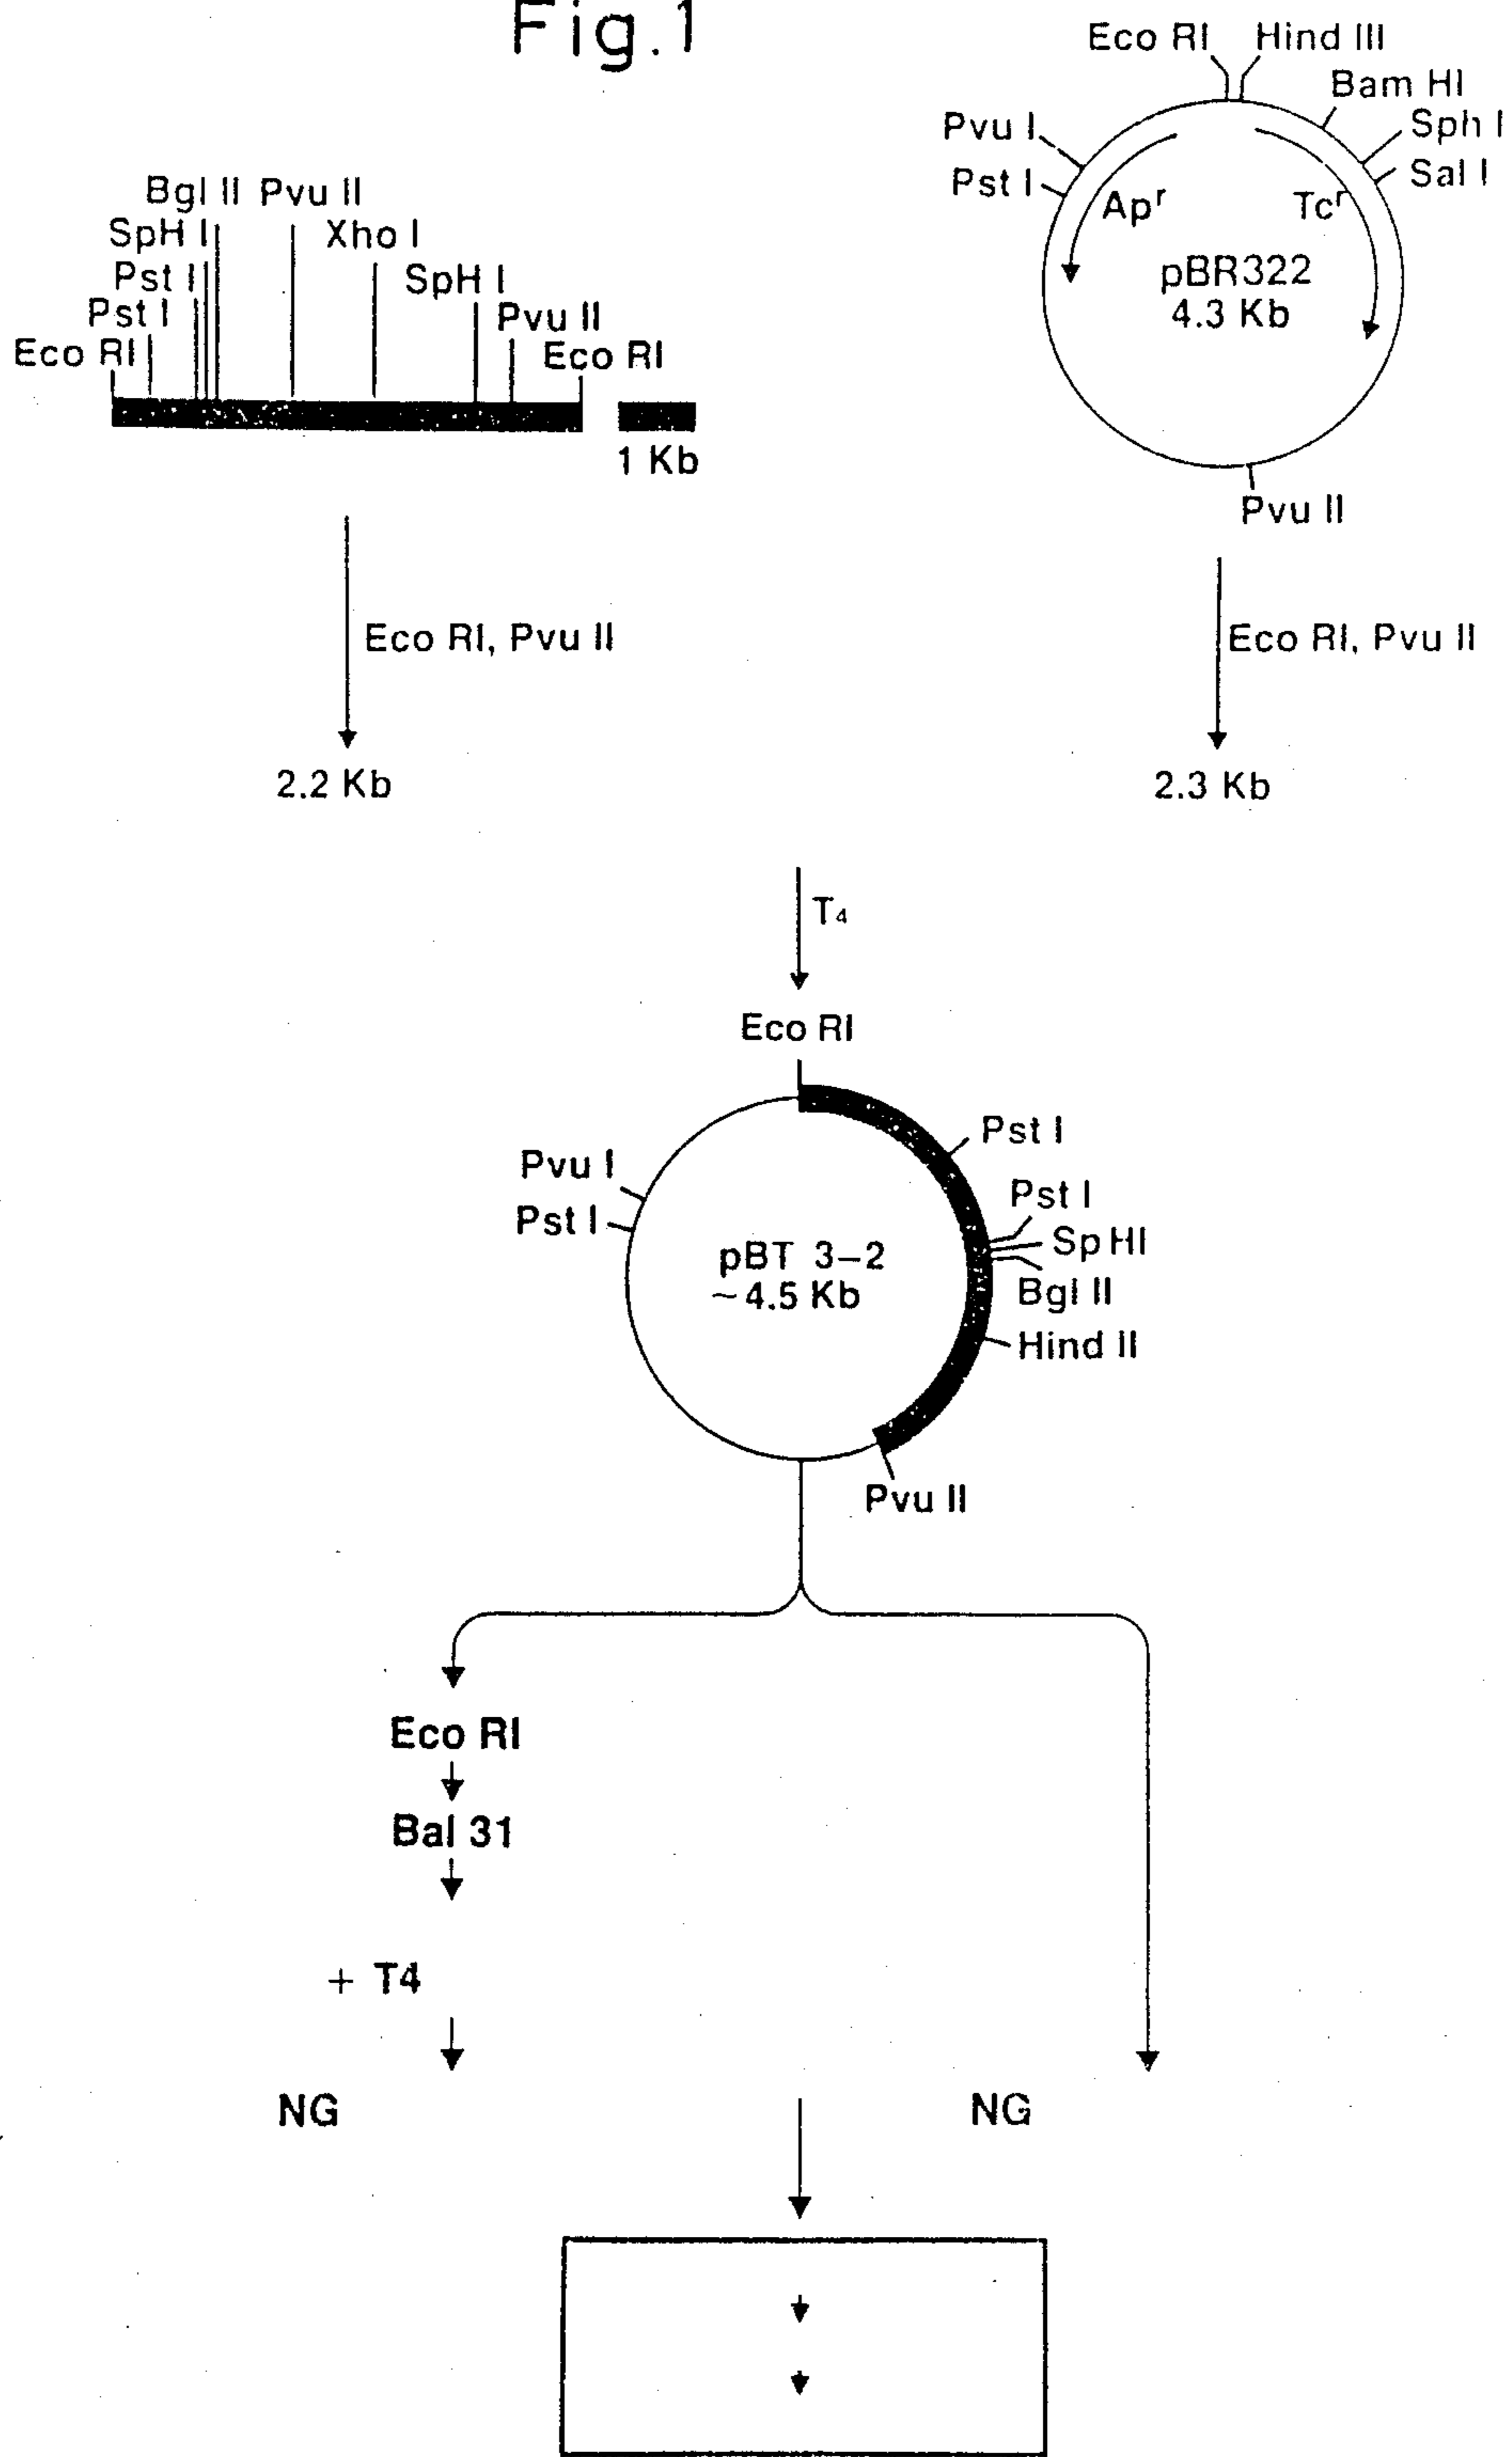 Fig.1
Bgl II Pvu II
SpH I
Xho I
Pst I
SpH I
Pst I
Pvu II
Eco RI
Eco RI
1 Kb
Eco RI, Pvu II
2.2 Kb
Eco RI
Hind III
Bam HI
Pvu I
Sph I
Pst I
Sal I
Apr
Tcr
pBR322
4.3 Kb
Pvu II
Eco RI, Pvu II
2.3 Kb
T4
Eco RI
Pst I
Pvu I
Pst I
Pst I
Sp HI
pBT 3-2
~4.5 Kb
Bgl II
Hind II
Pvu II
Eco RI
Bal 31
+ T4
NG
NG